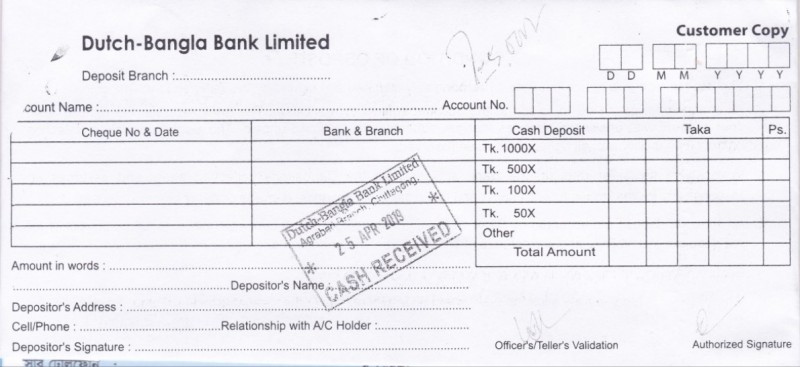 Customer Copy
Dutch-Bangla Bank Limited
D D M M Y Y Y Y
Deposit Branch :
count Name : Account No.
Cheque No & Date Bank & Branch Cash Deposit Taka Ps.
Tk. 1000X
Tk. 500X
Tk. 100X
Tk. 50X
Other
Total Amount
Dutch-Bangla Bank Limited
Agrabad Branch, Chittagong.
* 25 APR 2019 *
CASH RECEIVED
Amount in words :
Depositor's Name :
Depositor's Address :
Cell/Phone : Relationship with A/C Holder :
Depositor's Signature : Officer's/Teller's Validation Authorized Signature